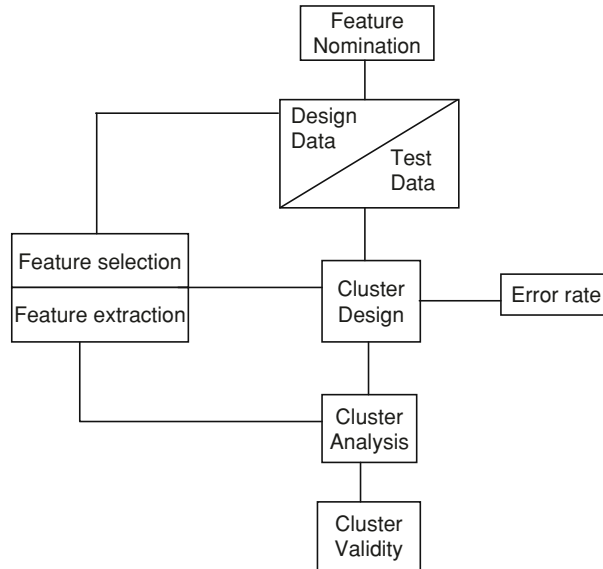 Feature
Nomination
Design
Data
Test
Data
Feature selection
Feature extraction
Cluster
Design
Error rate
Cluster
Analysis
Cluster
Validity